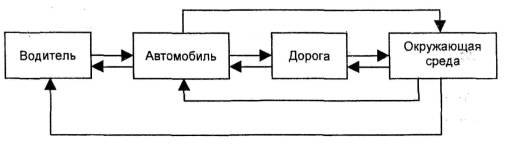 Водитель
Автомобиль
Дорога
Окружающая
среда